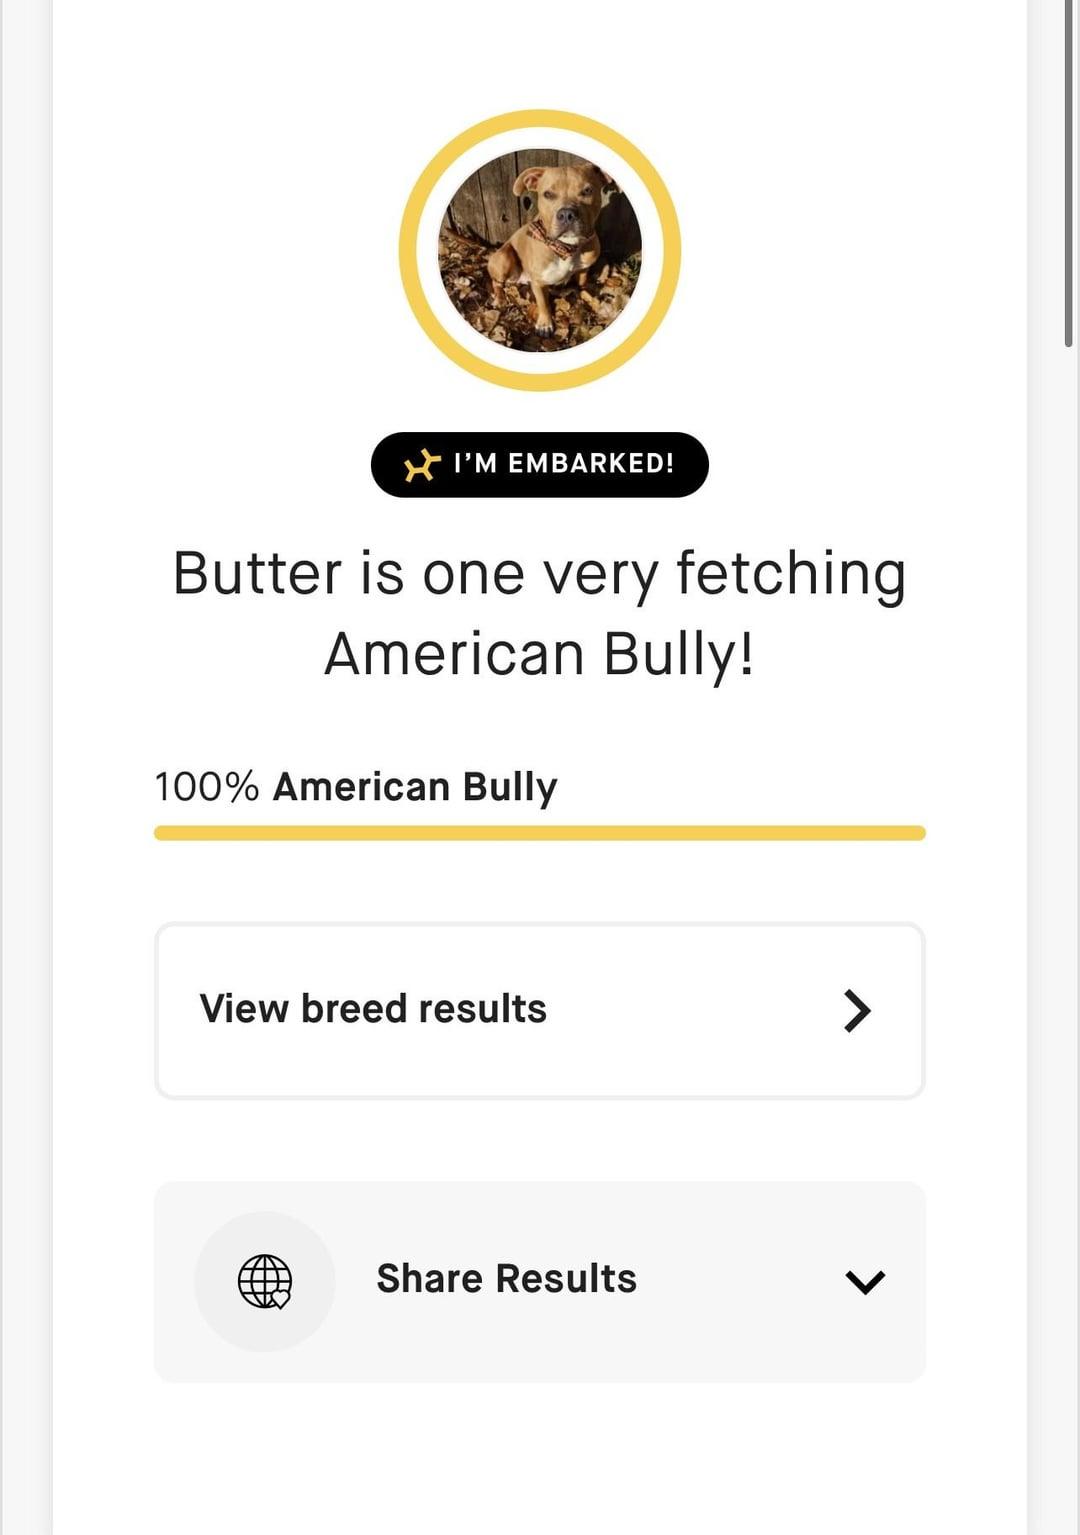 I'M EMBARKED!
Butter is one very fetching
American Bully!
100% American Bully
View breed results
Share Results